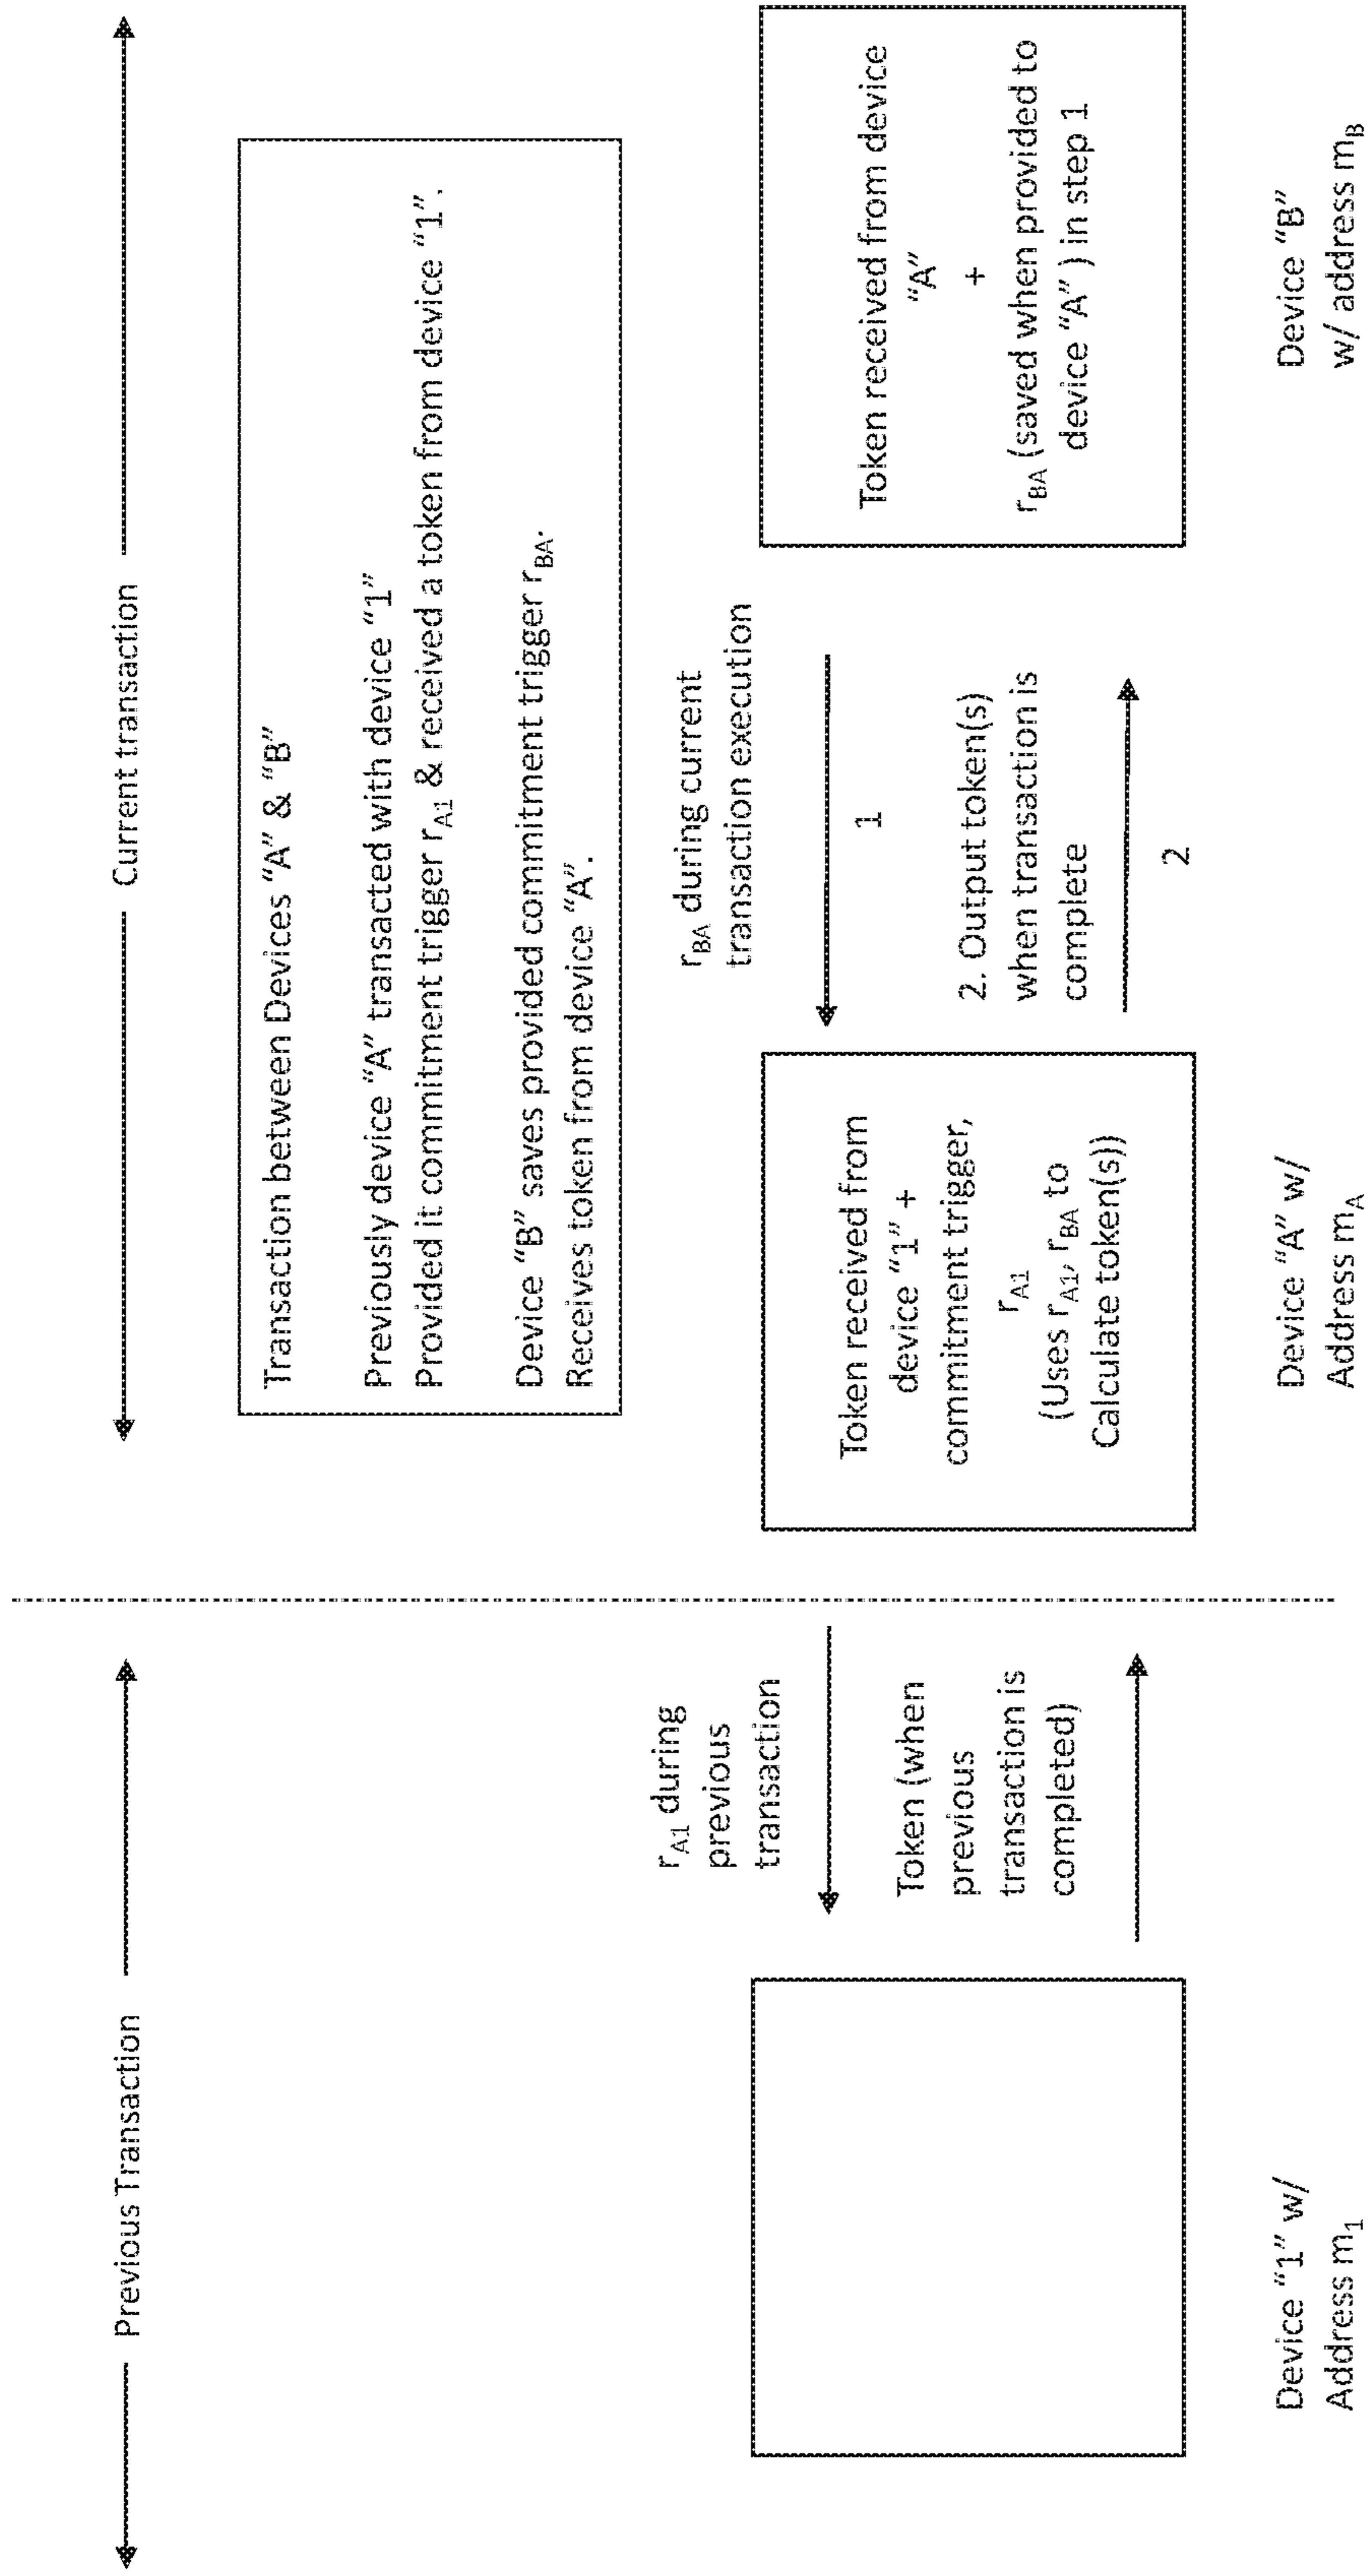 Previous Transaction
Current transaction
Transaction between Devices “A” & “B”
Previously device “A” transacted with device “1”
Provided it commitment trigger rA1 & received a token from device “1”.
Device “B” saves provided commitment trigger rBA.
Receives token from device “A”.
rA1 during
previous
transaction
Token (when
previous
transaction is
completed)
Device “1” w/
Address m1
Token received from
device “1” +
commitment trigger,
rA1
(Uses rA1, rBA to
Calculate token(s))
Device “A” w/
Address mA
rBA during current
transaction execution
1
2. Output token(s)
when transaction is
complete
2
Token received from device
“A”
+
rBA (saved when provided to
device “A” ) in step 1
Device “B”
w/ address mB